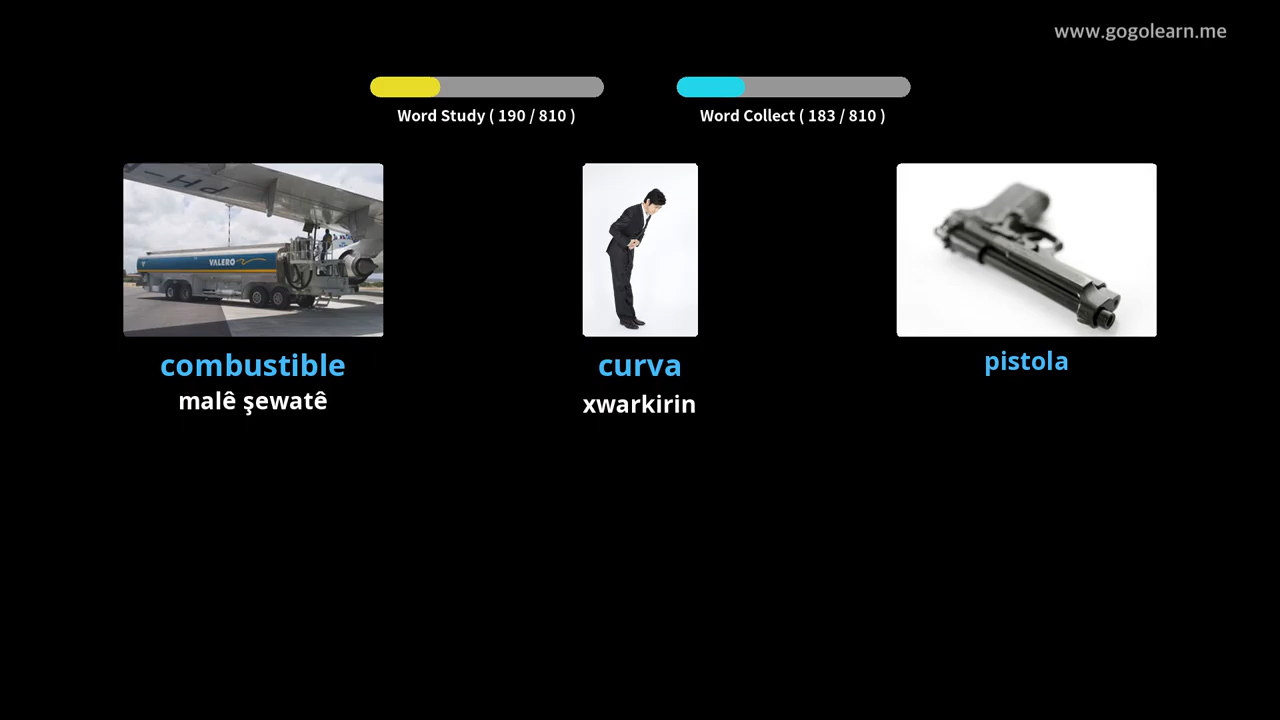 www.gogolearn.me
Word Study ( 190 / 810 )
Word Collect ( 183 / 810 )
VALERO
combustible
malê şewatê
curva
xwarkirin
pistola